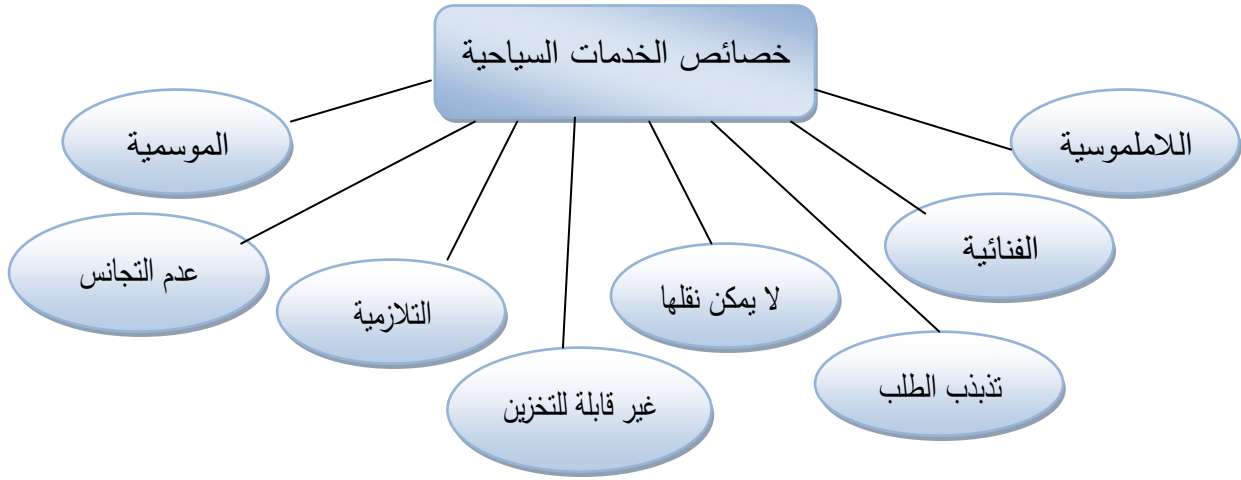 خصائص الخدمات السياحية
اللاملموسية
الفنائية
تذبذب الطلب
لا يمكن نقلها
غير قابلة للتخزين
التلازمية
عدم التجانس
الموسمية